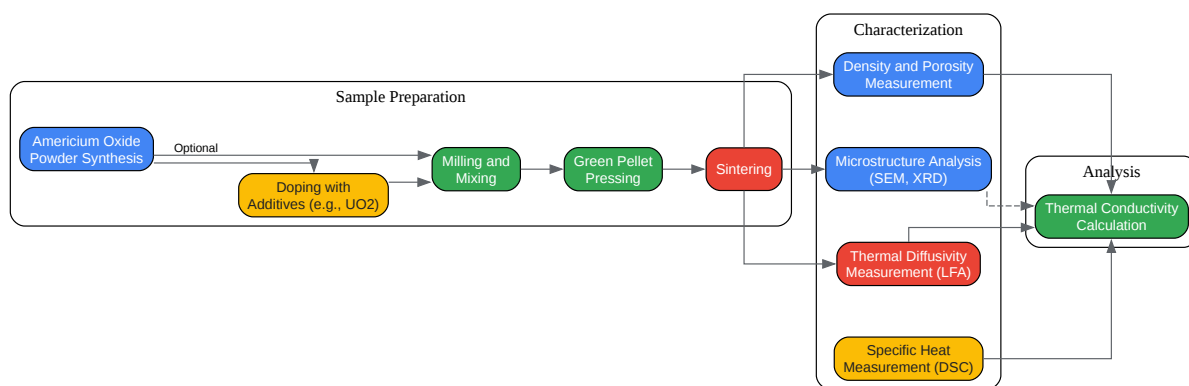 Sample Preparation
Americium Oxide
Powder Synthesis
Optional
Doping with
Additives (e.g., UO2)
Milling and
Mixing
Green Pellet
Pressing
Sintering
Characterization
Density and Porosity
Measurement
Microstructure Analysis
(SEM, XRD)
Thermal Diffusivity
Measurement (LFA)
Specific Heat
Measurement (DSC)
Analysis
Thermal Conductivity
Calculation